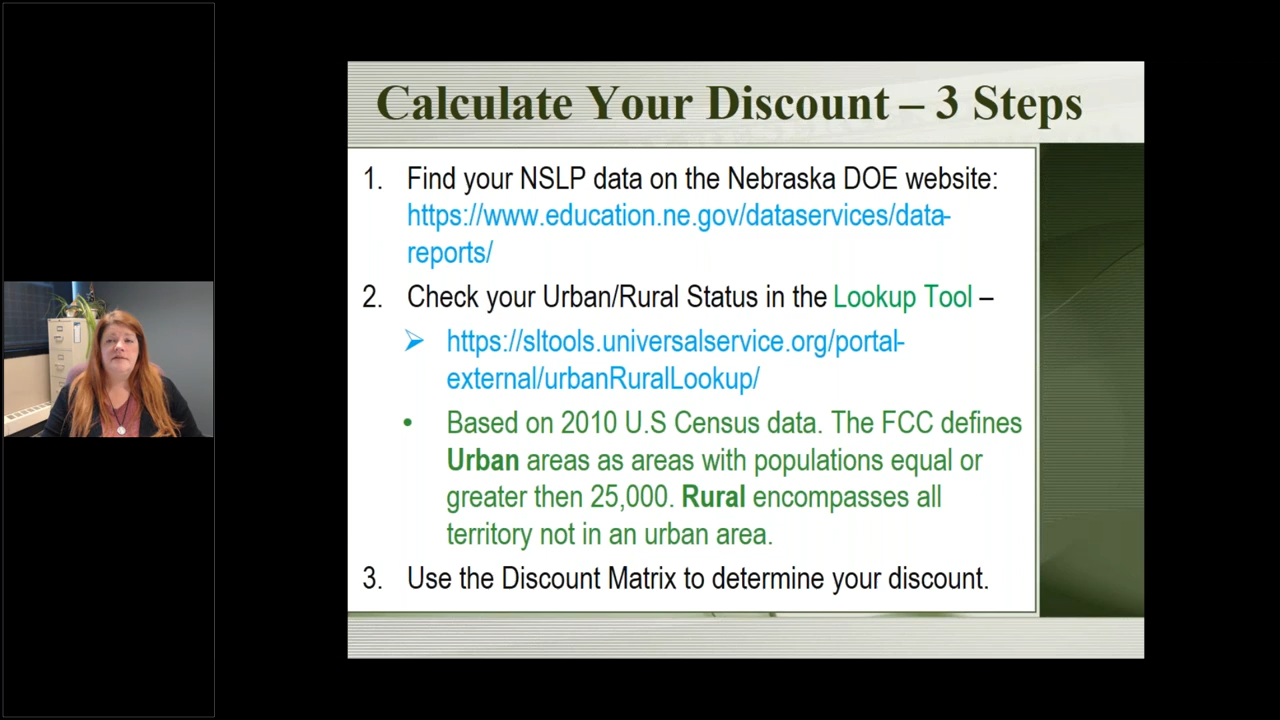 Calculate Your Discount – 3 Steps
1. Find your NSLP data on the Nebraska DOE website:
https://www.education.ne.gov/dataservices/data-
reports/
2. Check your Urban/Rural Status in the Lookup Tool –
➢ https://sltools.universalservice.org/portal-
external/urbanRuralLookup/
• Based on 2010 U.S Census data. The FCC defines
Urban areas as areas with populations equal or
greater then 25,000. Rural encompasses all
territory not in an urban area.
3. Use the Discount Matrix to determine your discount.